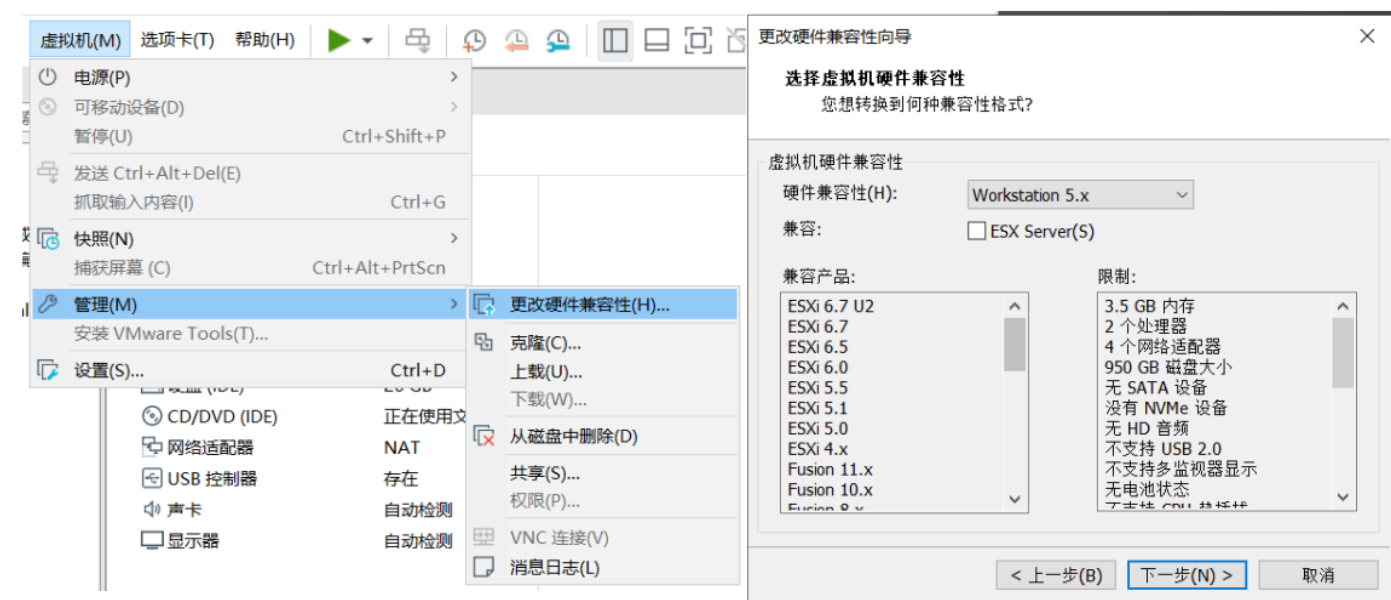 虚拟机(M) 选项卡(T) 帮助(H)
电源(P)
可移动设备(D)
暂停(U) Ctrl+Shift+P
发送 Ctrl+Alt+Del(E)
抓取输入内容(I) Ctrl+G
快照(N)
捕获屏幕 (C) Ctrl+Alt+PrtScn
管理(M)
安装 VMware Tools(T)...
设置(S)... Ctrl+D
CD/DVD (IDE) 正在使用文
网络适配器 NAT
USB 控制器 存在
声卡 自动检测
显示器 自动检测
更改硬件兼容性(H)...
克隆(C)...
上载(U)...
下载(W)...
从磁盘中删除(D)
共享(S)...
权限(P)...
VNC 连接(V)
消息日志(L)
更改硬件兼容性向导
选择虚拟机硬件兼容性
您想转换到何种兼容性格式?
虚拟机硬件兼容性
硬件兼容性(H): Workstation 5.x
兼容: ESX Server(S)
兼容产品:
ESXi 6.7 U2
ESXi 6.7
ESXi 6.5
ESXi 6.0
ESXi 5.5
ESXi 5.1
ESXi 5.0
ESXi 4.x
Fusion 11.x
Fusion 10.x
Fusion 8.x
限制:
3.5 GB 内存
2 个处理器
4 个网络适配器
950 GB 磁盘大小
无 SATA 设备
没有 NVMe 设备
无 HD 音频
不支持 USB 2.0
不支持多监视器显示
无电池状态
不支持 CPU 热插拔
< 上一步(B) 下一步(N) > 取消